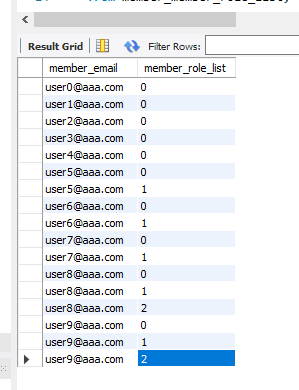 Result Grid Filter Rows:
member_email member_role_list
user0@aaa.com 0
user1@aaa.com 0
user2@aaa.com 0
user3@aaa.com 0
user4@aaa.com 0
user5@aaa.com 0
user5@aaa.com 1
user6@aaa.com 0
user6@aaa.com 1
user7@aaa.com 0
user7@aaa.com 1
user8@aaa.com 0
user8@aaa.com 1
user8@aaa.com 2
user9@aaa.com 0
user9@aaa.com 1
user9@aaa.com 2